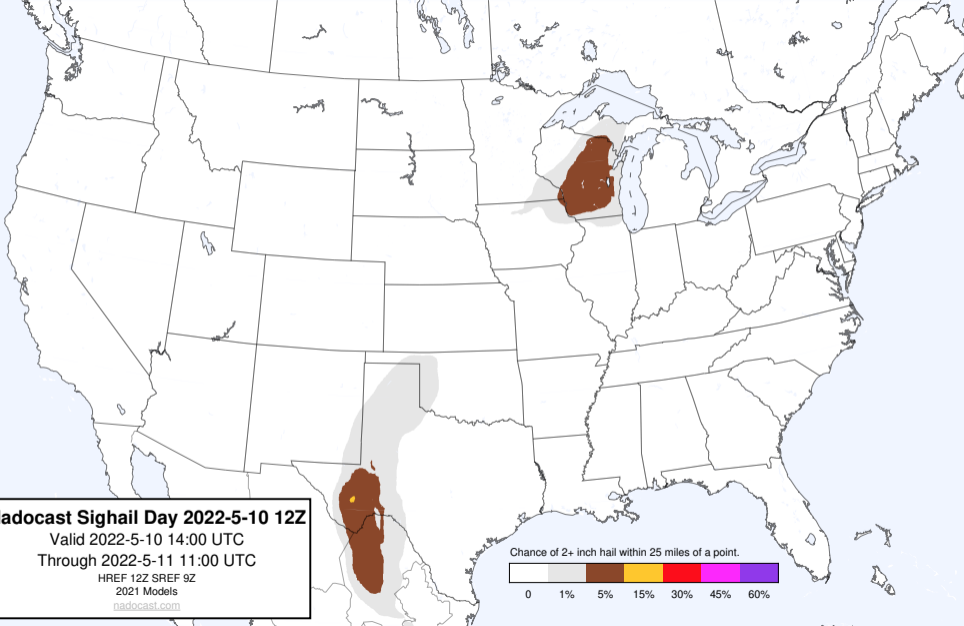 adocast Sighail Day 2022-5-10 12Z
Valid 2022-5-10 14:00 UTC
Through 2022-5-11 11:00 UTC
HREF 12Z SREF 9Z
2021 Models
nadocast.com
Chance of 2+ inch hail within 25 miles of a point.
0 1% 5% 15% 30% 45% 60%